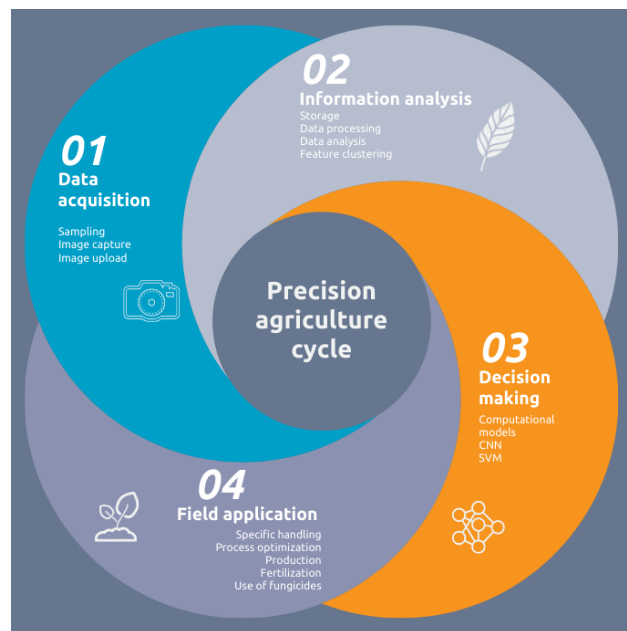 01
Data
acquisition
Sampling
Image capture
Image upload
02
Information analysis
Storage
Data processing
Data analysis
Feature clustering
Precision
agriculture
cycle
03
Decision
making
Computational
models
CNN
SVM
04
Field application
Specific handling
Process optimization
Production
Fertilization
Use of fungicides